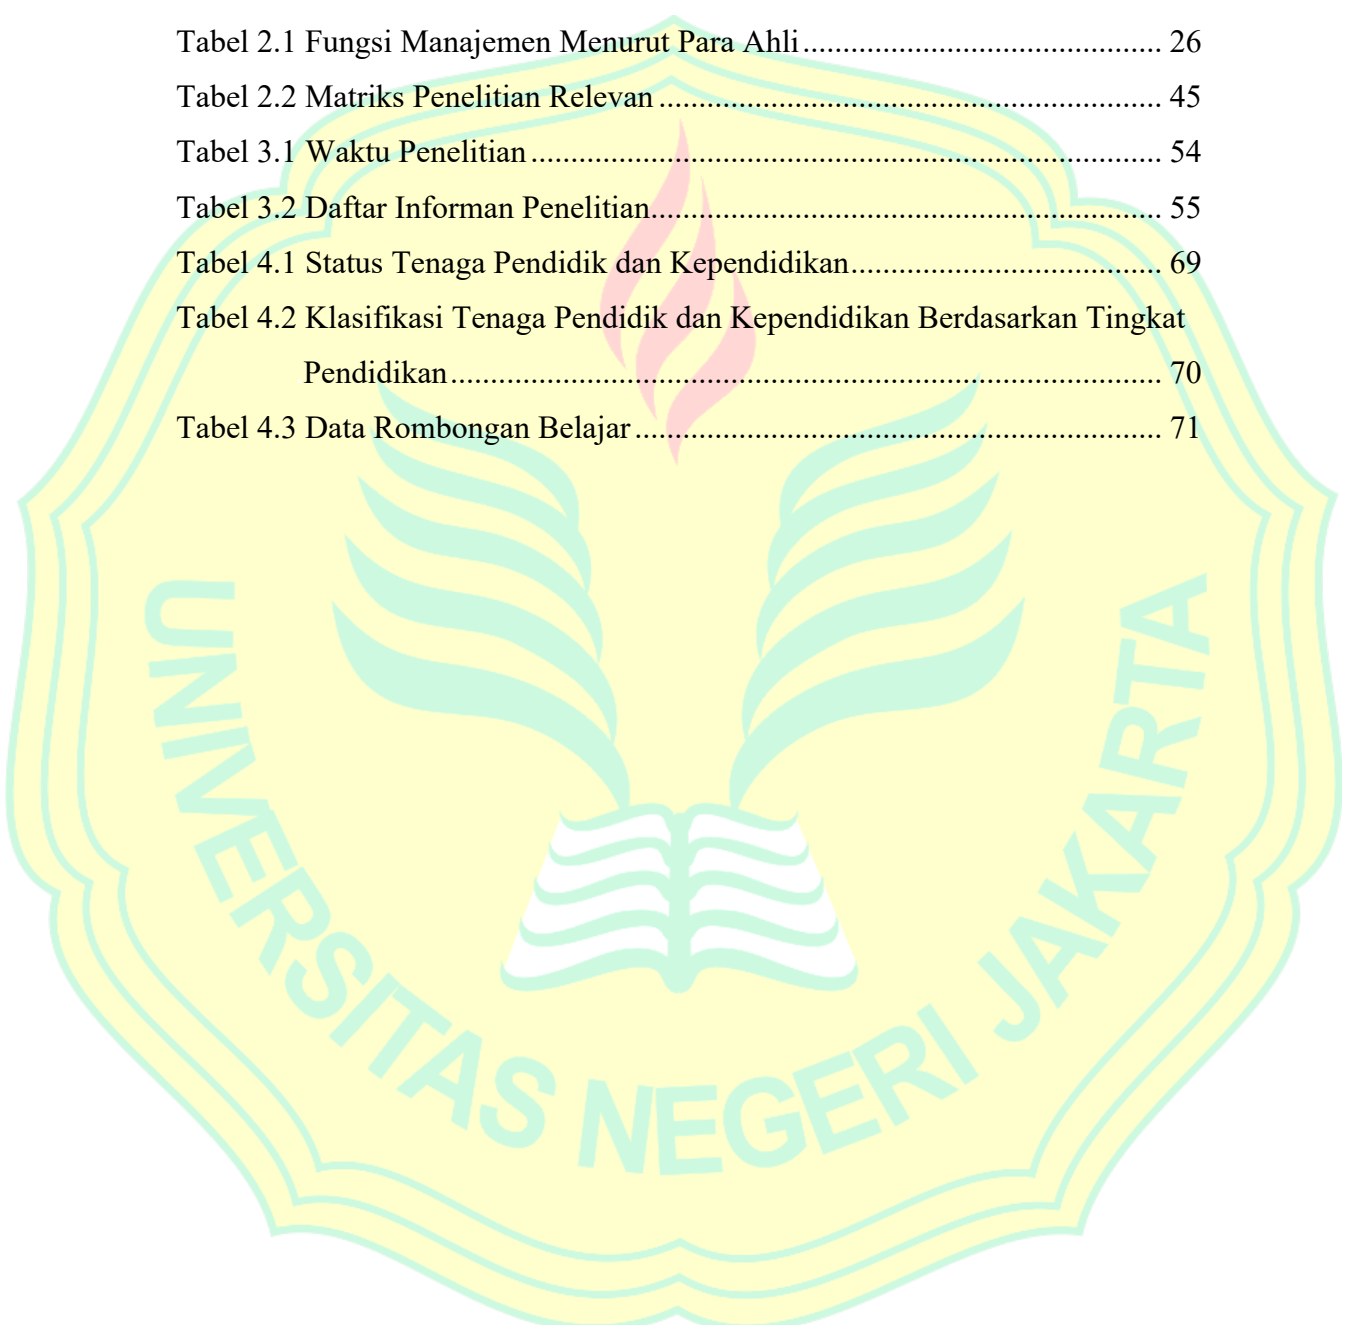 Tabel 2.1 Fungsi Manajemen Menurut Para Ahli............................................ 26
Tabel 2.2 Matriks Penelitian Relevan.............................................................. 45
Tabel 3.1 Waktu Penelitian.............................................................................. 54
Tabel 3.2 Daftar Informan Penelitian............................................................... 55
Tabel 4.1 Status Tenaga Pendidik dan Kependidikan...................................... 69
Tabel 4.2 Klasifikasi Tenaga Pendidik dan Kependidikan Berdasarkan Tingkat
Pendidikan........................................................................................ 70
Tabel 4.3 Data Rombongan Belajar................................................................. 71
UNIVERSITAS NEGERI JAKARTA